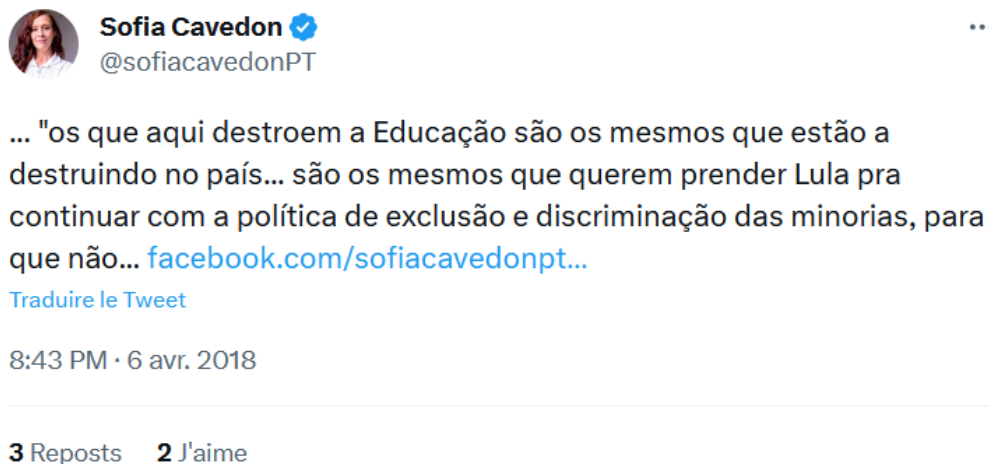 Sofia Cavedon
@sofiacavedonPT
... "os que aqui destroem a Educação são os mesmos que estão a
destruindo no país... são os mesmos que querem prender Lula pra
continuar com a política de exclusão e discriminação das minorias, para
que não... facebook.com/sofiacavedonpt...
Traduire le Tweet
8:43 PM · 6 avr. 2018
3 Reposts 2 J'aime